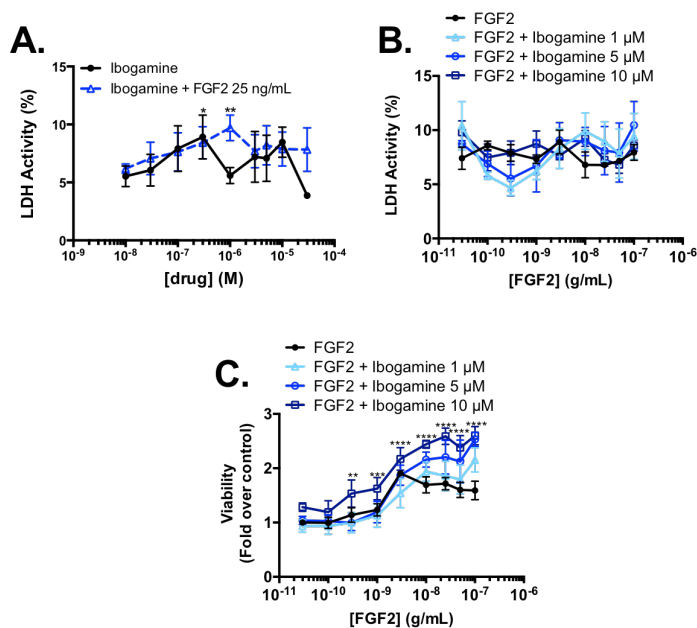 A.
Ibogamine
Ibogamine + FGF2 25 ng/mL
LDH Activity (%)
15
10
5
0
* **
10-9 10-8 10-7 10-6 10-5 10-4
[drug] (M)
B.
FGF2
FGF2 + Ibogamine 1 µM
FGF2 + Ibogamine 5 µM
FGF2 + Ibogamine 10 µM
LDH Activity (%)
15
10
5
0
10-11 10-10 10-9 10-8 10-7 10-6
[FGF2] (g/mL)
C.
FGF2
FGF2 + Ibogamine 1 µM
FGF2 + Ibogamine 5 µM
FGF2 + Ibogamine 10 µM
Viability
(Fold over control)
3
2
1
0
** *** **** **** **** **** ****
10-11 10-10 10-9 10-8 10-7 10-6
[FGF2] (g/mL)